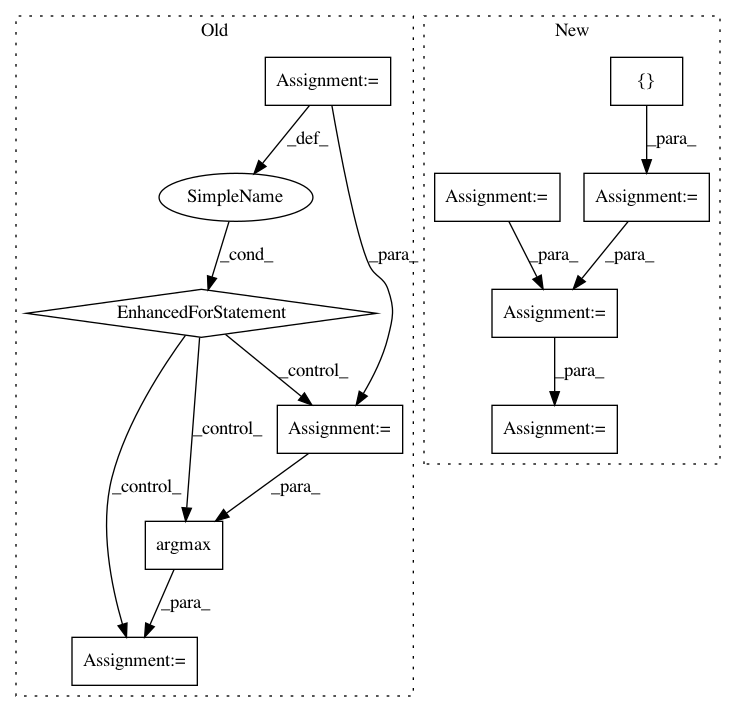 Old
New
Assignment:=
{}
_def_
_para_
SimpleName
Assignment:=
Assignment:=
_cond_
_para_
_para_
_para_
EnhancedForStatement
Assignment:=
_control_
_para_
_control_
_control_
Assignment:=
Assignment:=
_para_
argmax
_para_
Assignment:=